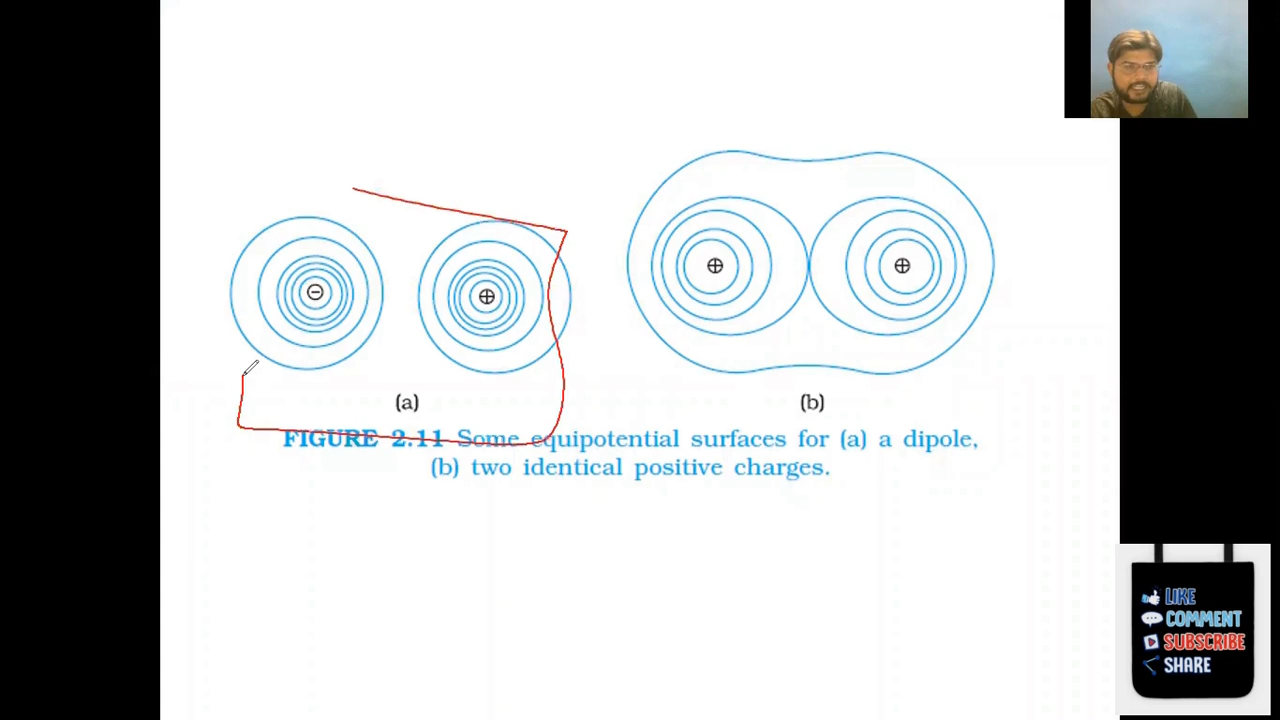 (a)
(b)
FIGURE 2.11 Some equipotential surfaces for (a) a dipole,
(b) two identical positive charges.
LIKE
COMMENT
SUBSCRIBE
SHARE